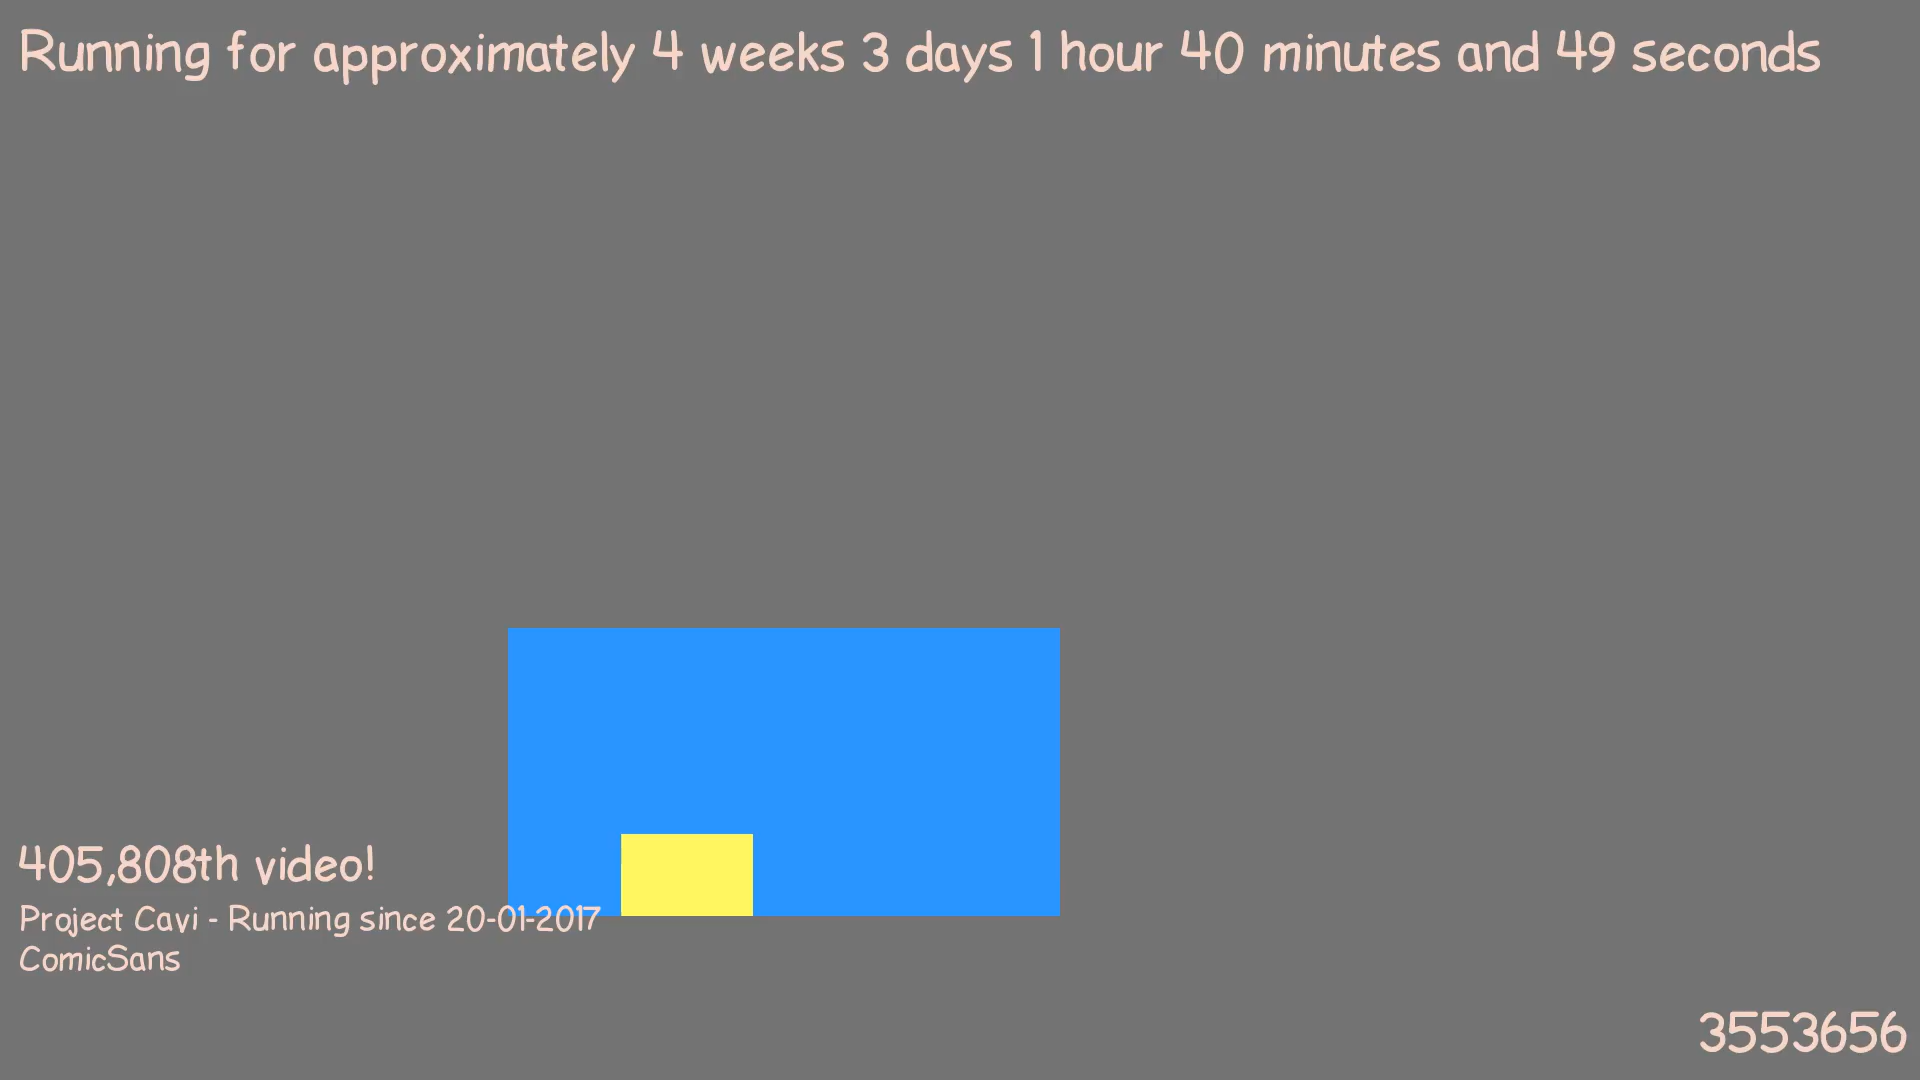 Running for approximately 4 weeks 3 days 1 hour 40 minutes and 49 seconds
405,808th video!
Project Cavi - Running since 20-01-2017
ComicSans
3553656